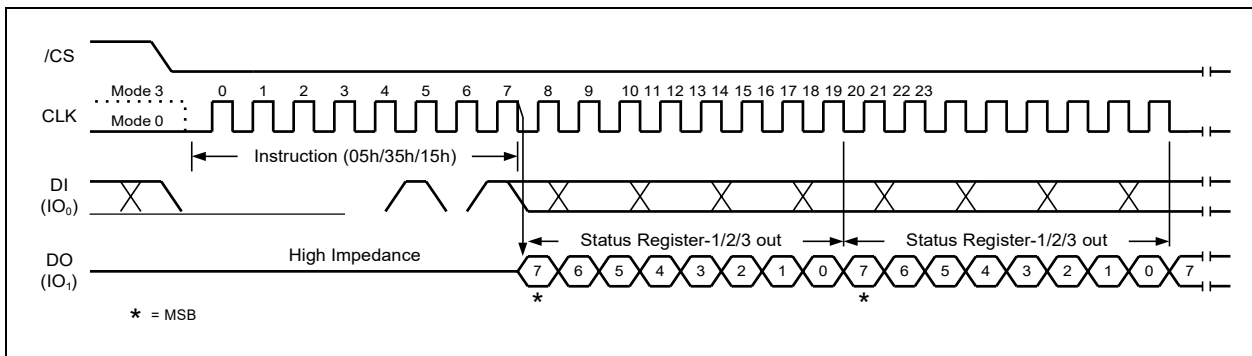 /CS
Mode 3 0 1 2 3 4 5 6 7 8 9 10 11 12 13 14 15 16 17 18 19 20 21 22 23
CLK Mode 0
Instruction (05h/35h/15h)
DI
(IO0)
Status Register-1/2/3 out Status Register-1/2/3 out
High Impedance
DO
(IO1)
7 6 5 4 3 2 1 0 7 6 5 4 3 2 1 0 7
* *
* = MSB